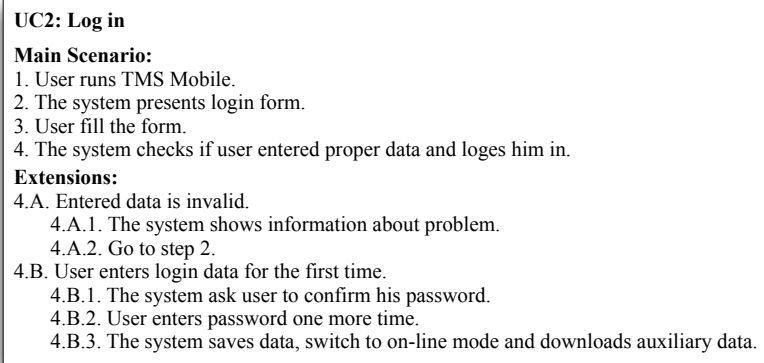 UC2: Log in
Main Scenario:
1. User runs TMS Mobile.
2. The system presents login form.
3. User fill the form.
4. The system checks if user entered proper data and loges him in.
Extensions:
4.A. Entered data is invalid.
4.A.1. The system shows information about problem.
4.A.2. Go to step 2.
4.B. User enters login data for the first time.
4.B.1. The system ask user to confirm his password.
4.B.2. User enters password one more time.
4.B.3. The system saves data, switch to on-line mode and downloads auxiliary data.